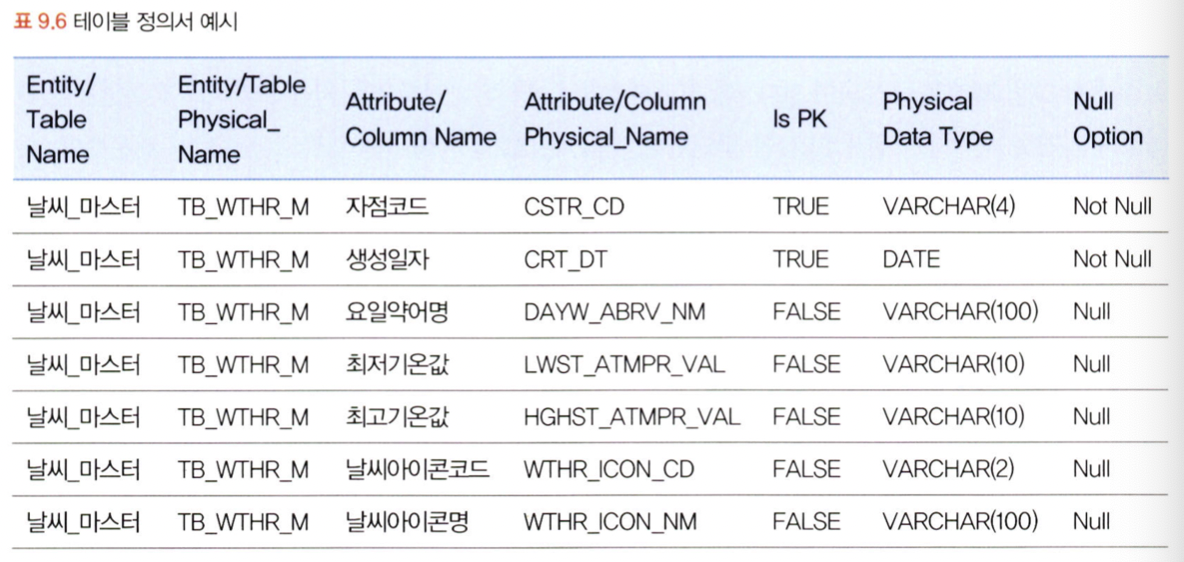 표 9.6 테이블 정의서 예시
Entity/ Table Name | Entity/Table Physical_ Name | Attribute/ Column Name | Attribute/Column Physical_Name | Is PK | Physical Data Type | Null Option
날씨_마스터 TB_WTHR_M 자점코드 CSTR_CD TRUE VARCHAR(4) Not Null
날씨_마스터 TB_WTHR_M 생성일자 CRT_DT TRUE DATE Not Null
날씨_마스터 TB_WTHR_M 요일약어명 DAYW_ABRV_NM FALSE VARCHAR(100) Null
날씨_마스터 TB_WTHR_M 최저기온값 LWST_ATMPR_VAL FALSE VARCHAR(10) Null
날씨_마스터 TB_WTHR_M 최고기온값 HGHST_ATMPR_VAL FALSE VARCHAR(10) Null
날씨_마스터 TB_WTHR_M 날씨아이콘코드 WTHR_ICON_CD FALSE VARCHAR(2) Null
날씨_마스터 TB_WTHR_M 날씨아이콘명 WTHR_ICON_NM FALSE VARCHAR(100) Null